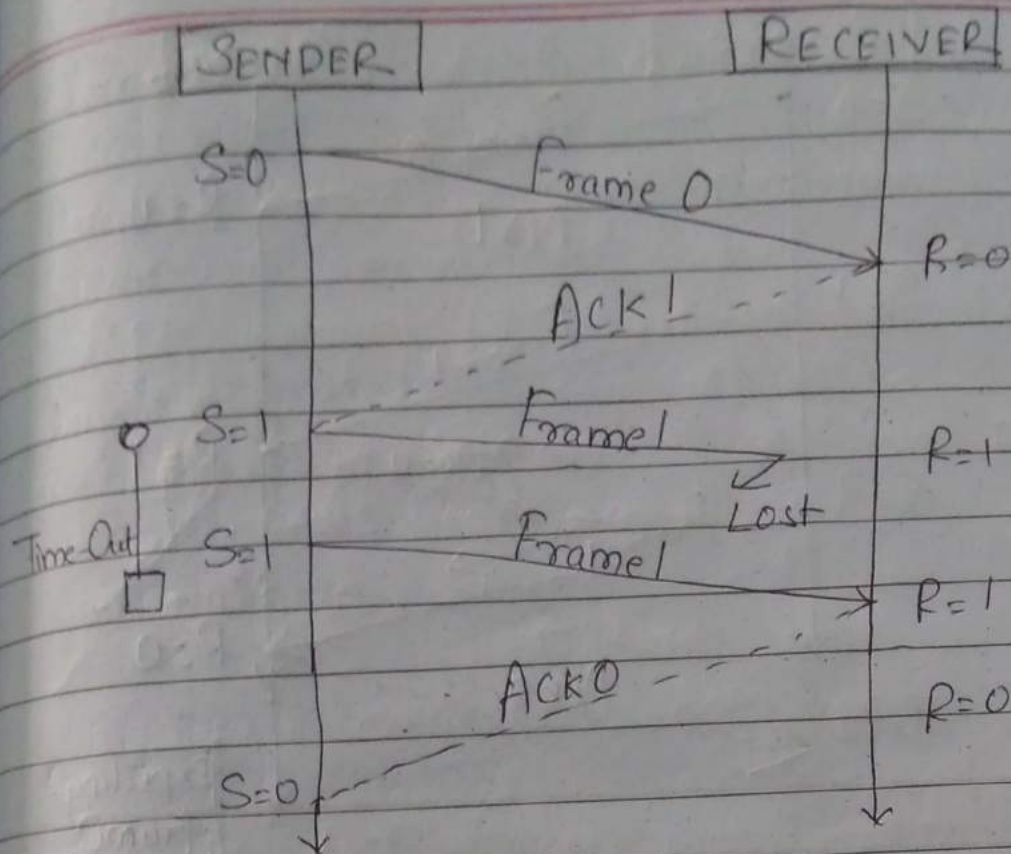 SENDER RECEIVER
S=0 Frame 0
R=0
ACK 1
S=1 Frame 1 R=1
Lost
Time-Out S=1 Frame 1 R=1
ACK 0 R=0
S=0